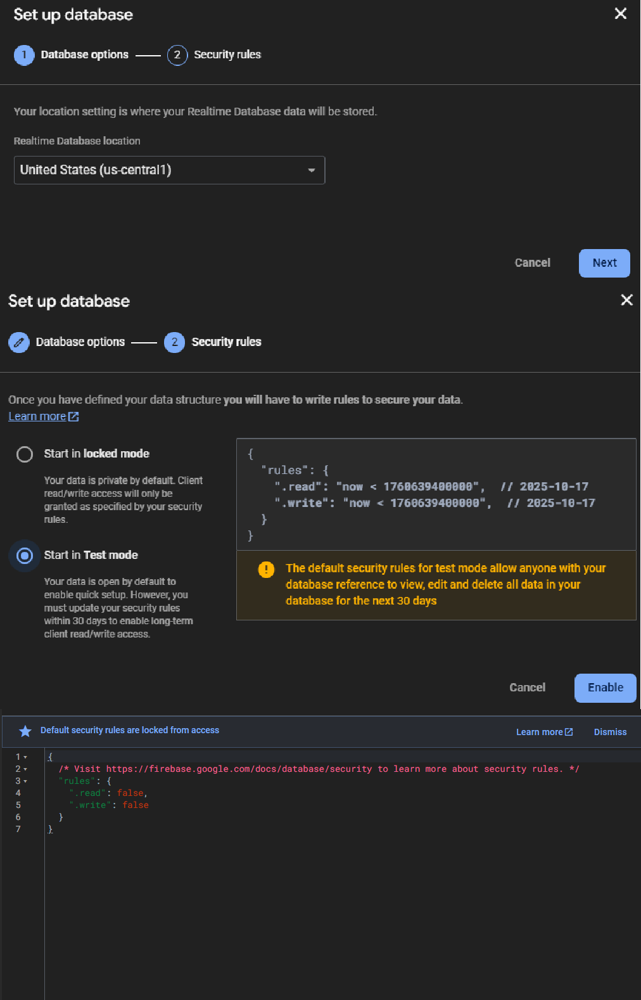 Set up database
1 Database options 2 Security rules
Your location setting is where your Realtime Database data will be stored.
Realtime Database location
United States (us-central1)
Cancel Next
Set up database
Database options 2 Security rules
Once you have defined your data structure you will have to write rules to secure your data.
Learn more
Start in locked mode
Your data is private by default. Client
read/write access will only be
granted as specified by your security
rules.
Start in Test mode
Your data is open by default to
enable quick setup. However, you
must update your security rules
within 30 days to enable long-term
client read/write access.
{
"rules": {
".read": "now < 1760639400000", // 2025-10-17
".write": "now < 1760639400000", // 2025-10-17
}
}
! The default security rules for test mode allow anyone with your
database reference to view, edit and delete all data in your
database for the next 30 days
Cancel Enable
Default security rules are locked from access Learn more Dismiss
1 {
2 /* Visit https://firebase.google.com/docs/database/security to learn more about security rules. */
3 "rules": {
4 ".read": false,
5 ".write": false
6 }
7 }